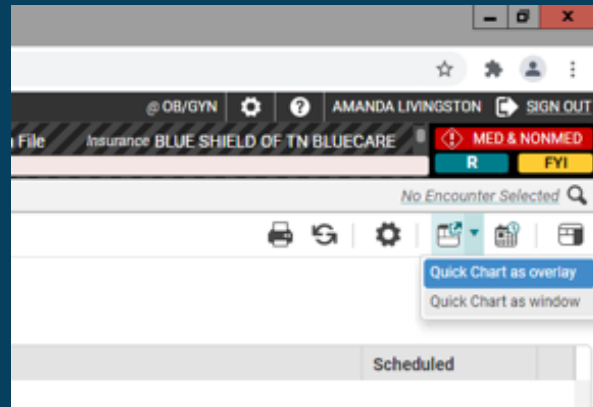 @ OB/GYN AMANDA LIVINGSTON SIGN OUT
File Insurance BLUE SHIELD OF TN BLUECARE MED & NONMED
R FYI
No Encounter Selected
Quick Chart as overlay
Quick Chart as window
Scheduled